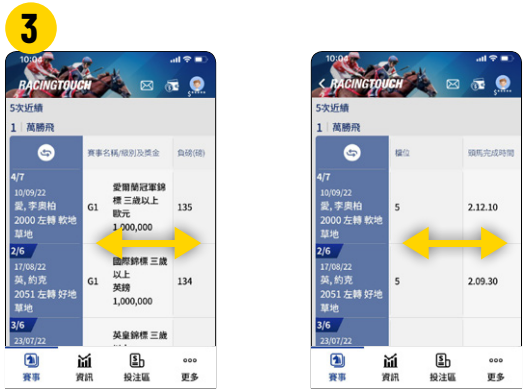 3
10:04
RACINGTOUCH
5次近績
1 萬勝飛
賽事名稱/級別及獎金 負磅(磅)
4/7
10/09/22
愛, 李奧柏
2000 左轉 軟地
草地
G1
愛爾蘭冠軍錦
標 三歲以上
歐元
1,000,000
135
2/6
17/08/22
英, 約克
2051 左轉 好地
草地
G1
國際錦標 三歲
以上
英鎊
1,000,000
134
3/6
23/07/22
英皇錦標 三歲
賽事 資訊 投注區 更多
10:04
RACINGTOUCH
5次近績
1 萬勝飛
檔位 頭馬完成時間
4/7
10/09/22
愛, 李奧柏
2000 左轉 軟地
草地
5
2.12.10
2/6
17/08/22
英, 約克
2051 左轉 好地
草地
5
2.09.30
3/6
23/07/22
賽事 資訊 投注區 更多